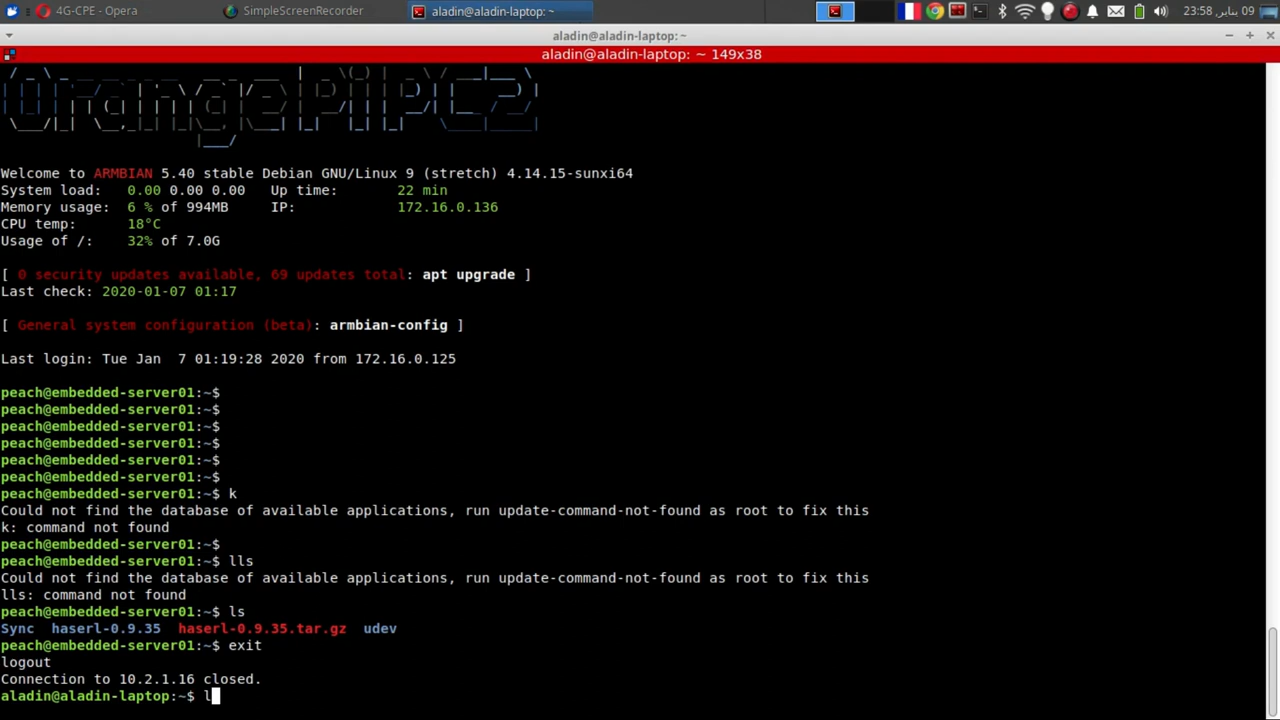 4G-CPE - Opera
SimpleScreenRecorder
aladin@aladin-laptop: ~
23:58 ,09 يناير
aladin@aladin-laptop: ~
aladin@aladin-laptop: ~ 149x38
OrangePiPC2
Welcome to ARMBIAN 5.40 stable Debian GNU/Linux 9 (stretch) 4.14.15-sunxi64
System load: 0.00 0.00 0.00 Up time: 22 min
Memory usage: 6 % of 994MB IP: 172.16.0.136
CPU temp: 18°C
Usage of /: 32% of 7.0G
[ 0 security updates available, 69 updates total: apt upgrade ]
Last check: 2020-01-07 01:17
[ General system configuration (beta): armbian-config ]
Last login: Tue Jan 7 01:19:28 2020 from 172.16.0.125
peach@embedded-server01:~$
peach@embedded-server01:~$
peach@embedded-server01:~$
peach@embedded-server01:~$
peach@embedded-server01:~$
peach@embedded-server01:~$
peach@embedded-server01:~$ k
Could not find the database of available applications, run update-command-not-found as root to fix this
k: command not found
peach@embedded-server01:~$
peach@embedded-server01:~$ lls
Could not find the database of available applications, run update-command-not-found as root to fix this
lls: command not found
peach@embedded-server01:~$ ls
Sync haserl-0.9.35 haserl-0.9.35.tar.gz udev
peach@embedded-server01:~$ exit
logout
Connection to 10.2.1.16 closed.
aladin@aladin-laptop:~$ l